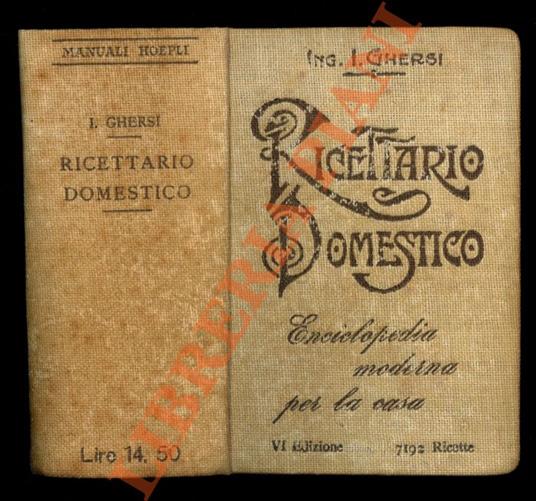 MANUALI HOEPLI
I. GHERSI
RICETTARIO
DOMESTICO
Lire 14, 50
ING. I. GHERSI
RICETTARIO
DOMESTICO
Enciclopedia
moderna
per la casa
VI Edizione 7192 Ricette
LIBRERIA DIANI